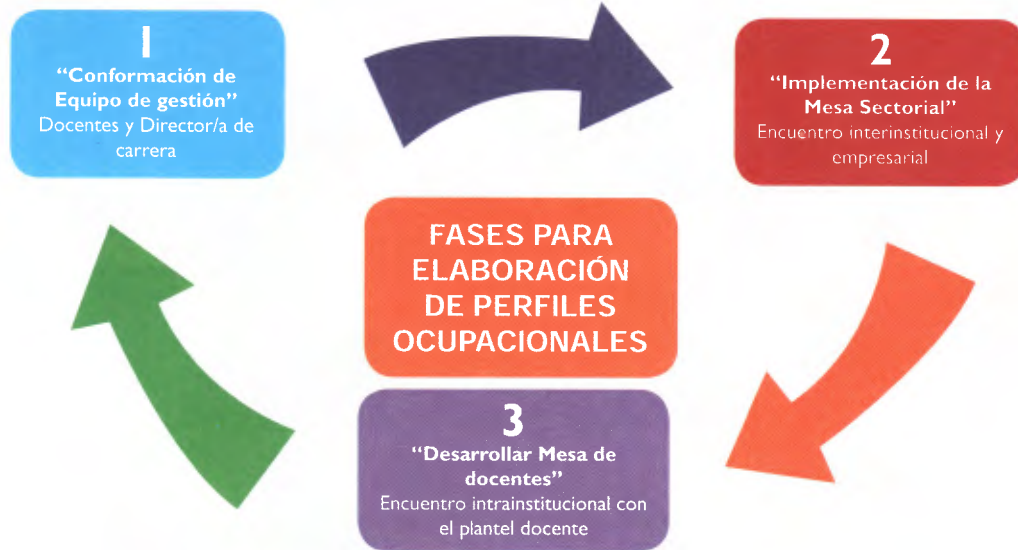 1
“Conformación de
Equipo de gestión”
Docentes y Director/a de
carrera
2
“Implementación de la
Mesa Sectorial”
Encuentro interinstitucional y
empresarial
FASES PARA
ELABORACIÓN
DE PERFILES
OCUPACIONALES
3
“Desarrollar Mesa de
docentes”
Encuentro intrainstitucional con
el plantel docente